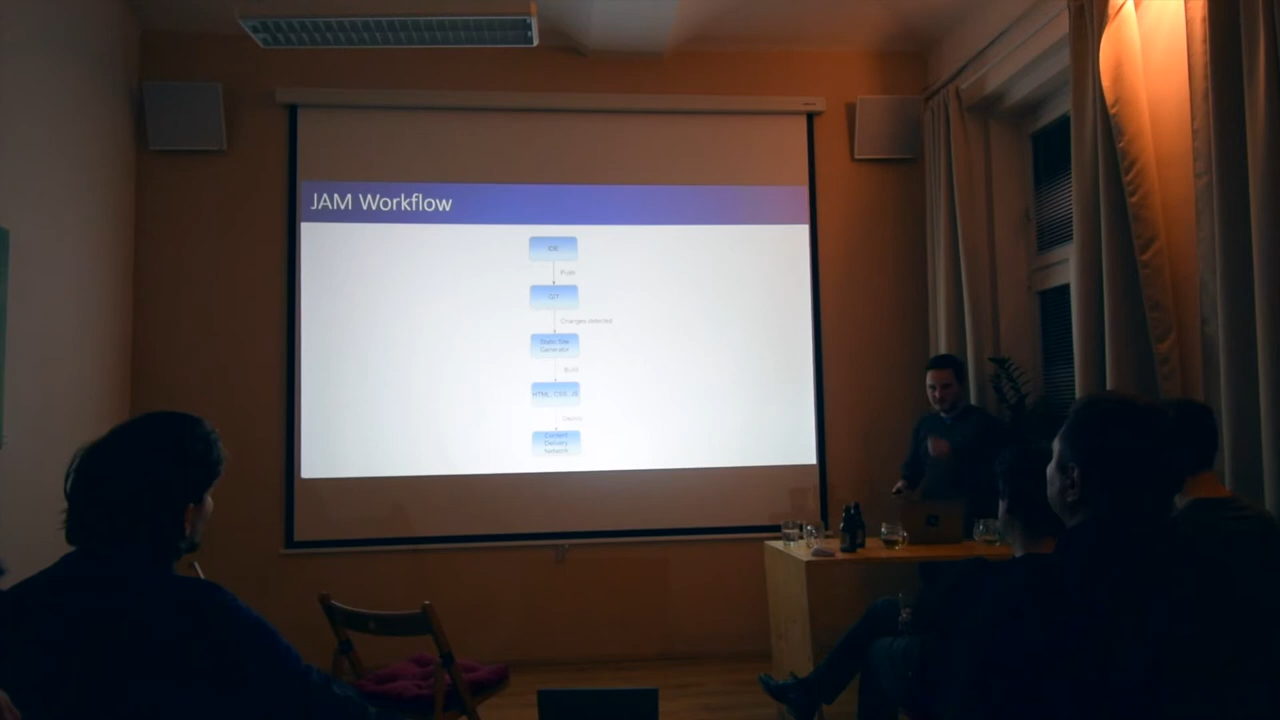 JAM Workflow
IDE
Push
GIT
Changes detected
Static Site
Generator
Build
HTML, CSS, JS
Deploy
Content
Delivery
Network